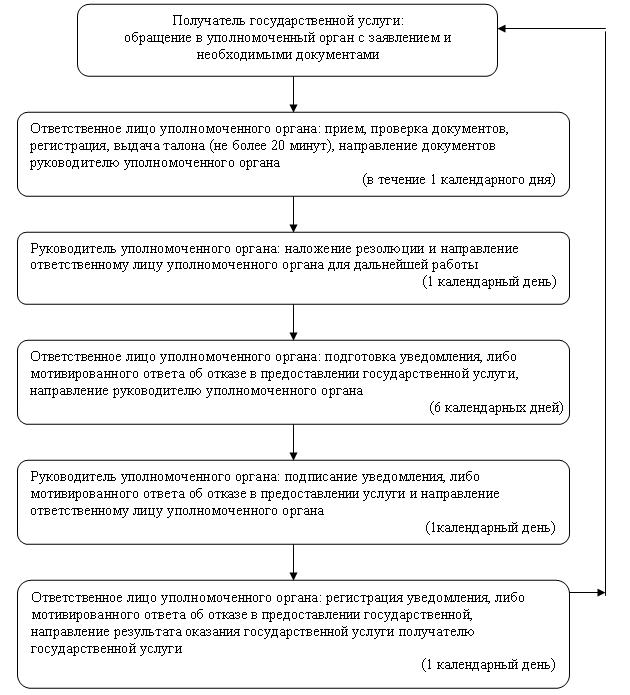 Получатель государственной услуги:
обращение в уполномоченный орган с заявлением и
необходимыми документами
Ответственное лицо уполномоченного органа: прием, проверка документов,
регистрация, выдача талона (не более 20 минут), направление документов
руководителю уполномоченного органа
(в течение 1 календарного дня)
Руководитель уполномоченного органа: наложение резолюции и направление
ответственному лицу уполномоченного органа для дальнейшей работы
(1 календарный день)
Ответственное лицо уполномоченного органа: подготовка уведомления, либо
мотивированного ответа об отказе в предоставлении государственной услуги,
направление руководителю уполномоченного органа
(6 календарных дней)
Руководитель уполномоченного органа: подписание уведомления, либо
мотивированного ответа об отказе в предоставлении услуги и направление
ответственному лицу уполномоченного органа
(1календарный день)
Ответственное лицо уполномоченного органа: регистрация уведомления, либо
мотивированного ответа об отказе в предоставлении государственной,
направление результата оказания государственной услуги получателю
государственной услуги
(1 календарный день)